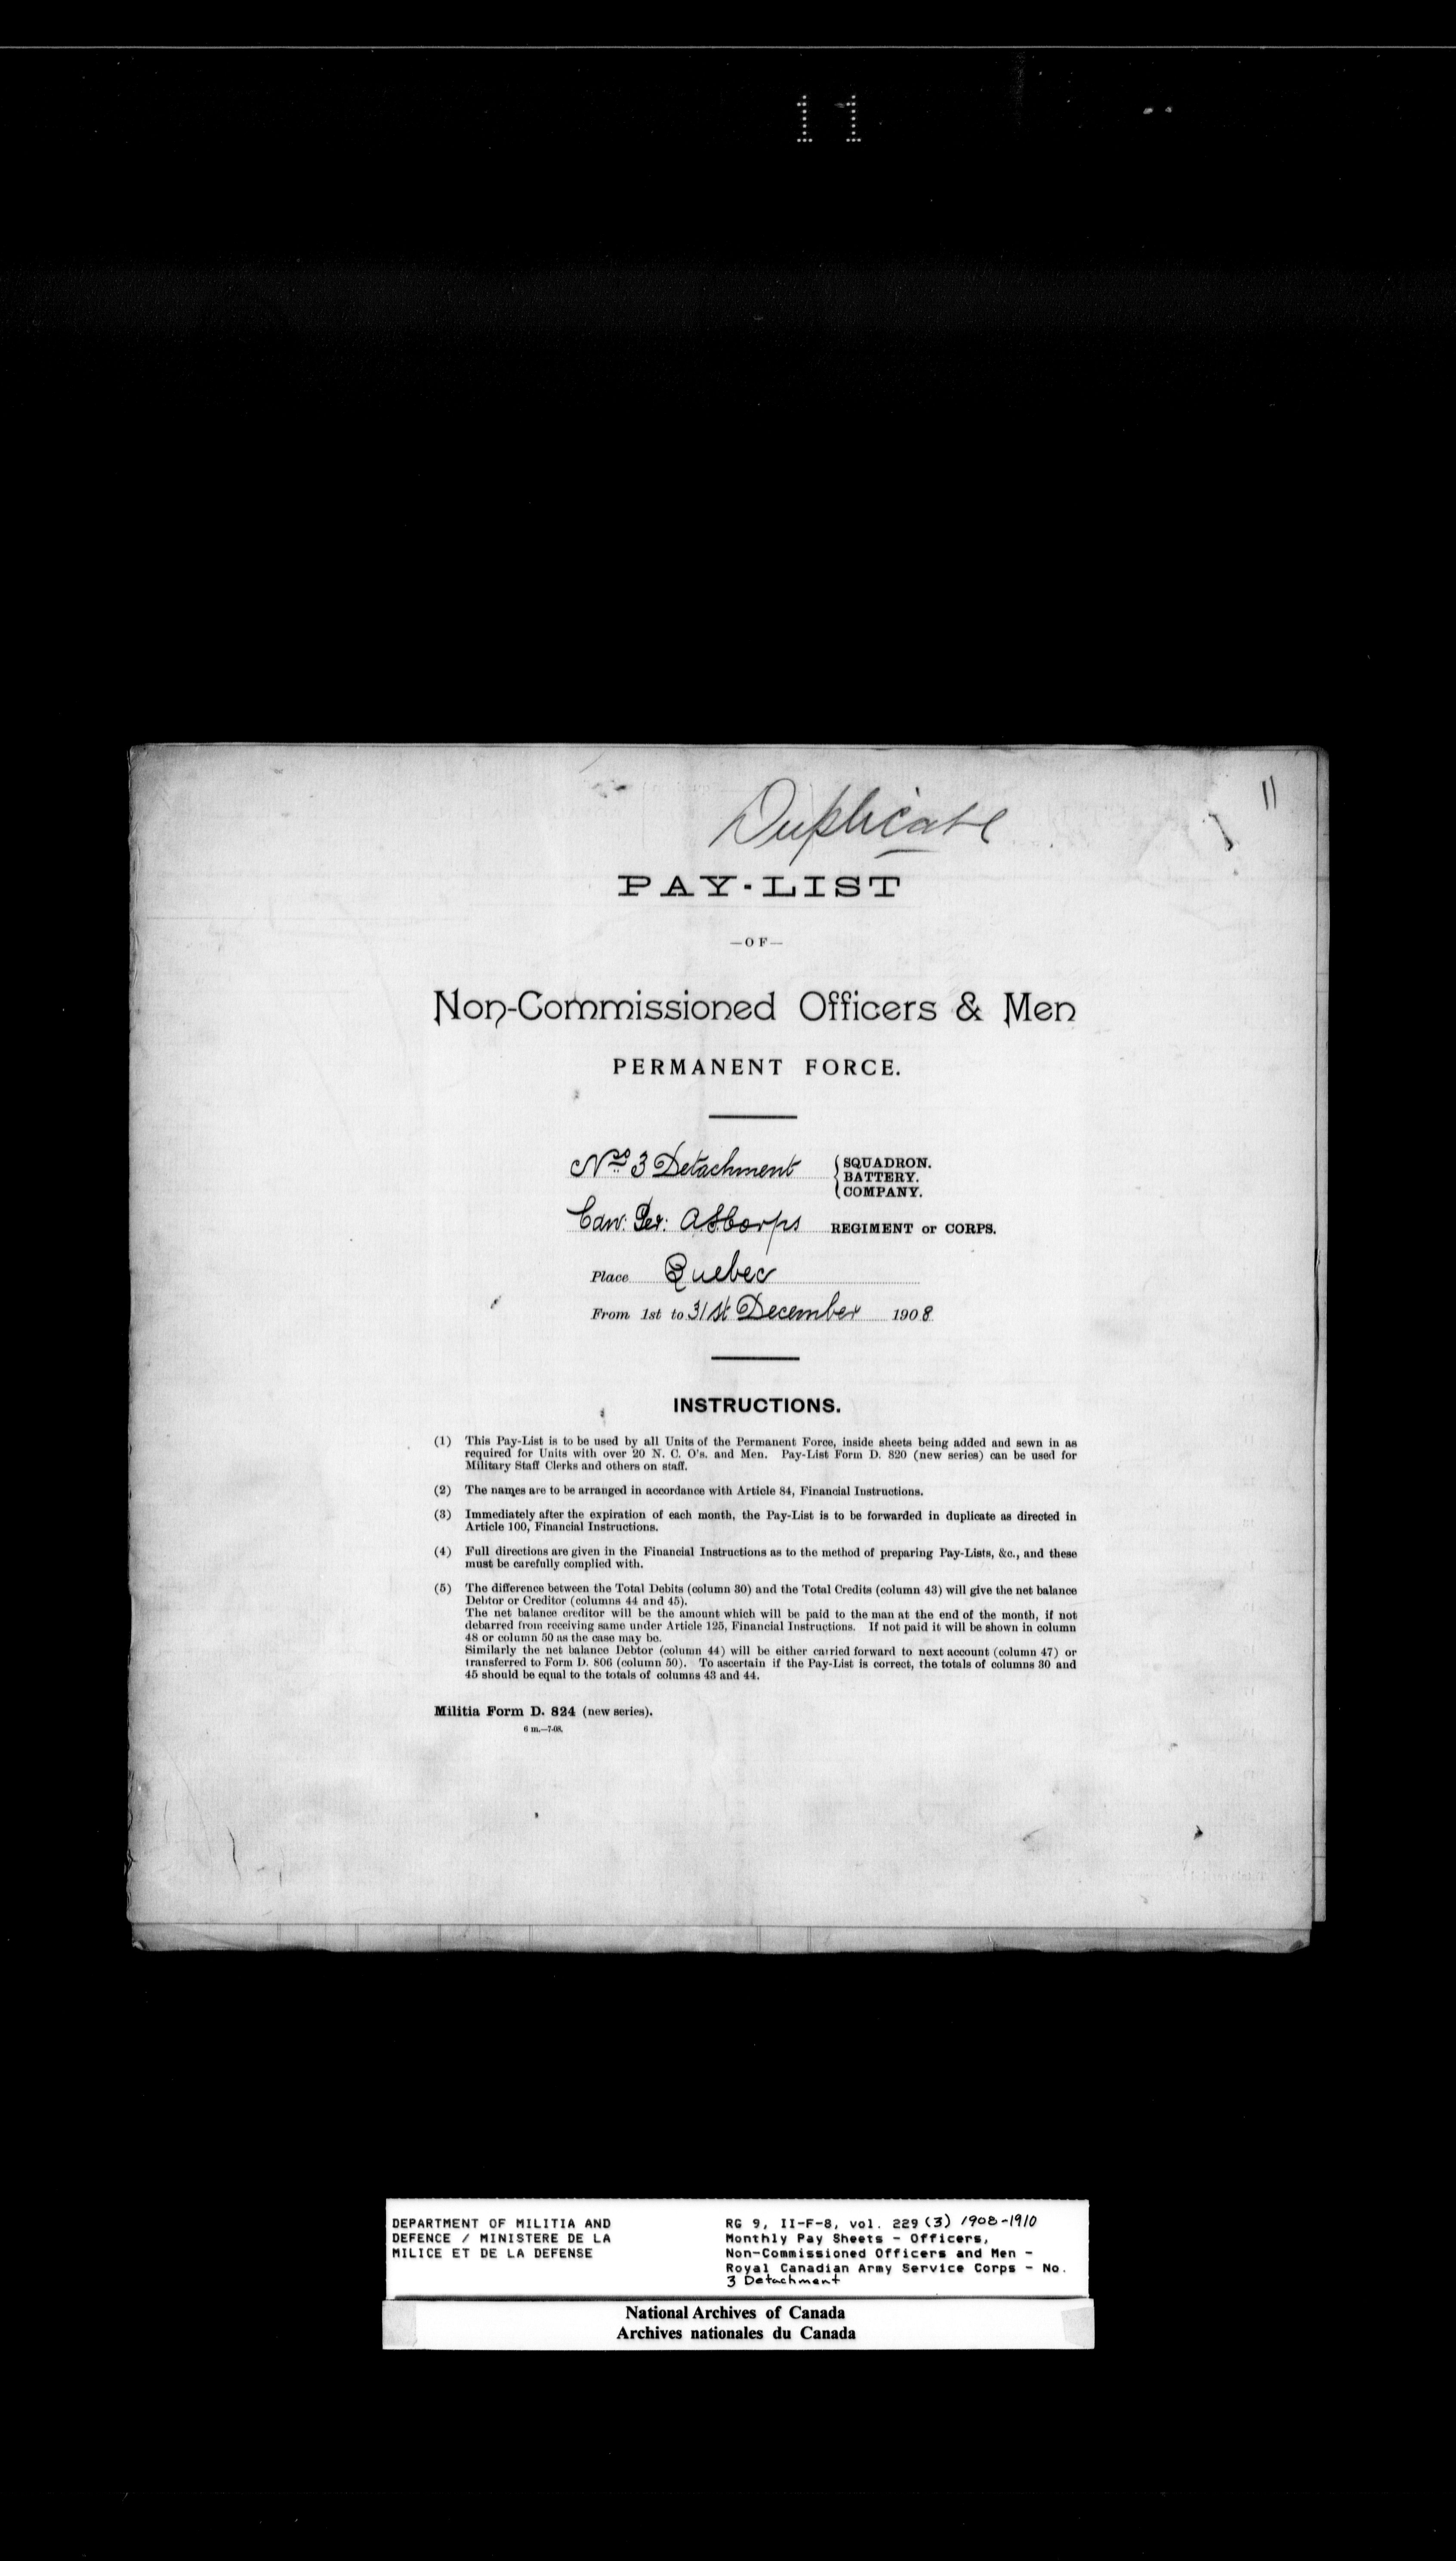 11
Duplicate
11
PAY-LIST
—OF—
Non-Commissioned Officers & Men
PERMANENT FORCE.
No 3 Detachment { SQUADRON.
BATTERY.
COMPANY.
Can: Per: A.S. Corps REGIMENT or CORPS.
Place Quebec
From 1st to 31st December 1908
INSTRUCTIONS.
(1) This Pay-List is to be used by all Units of the Permanent Force, inside sheets being added and sewn in as
required for Units with over 20 N. C. O's. and Men. Pay-List Form D. 820 (new series) can be used for
Military Staff Clerks and others on staff.
(2) The names are to be arranged in accordance with Article 84, Financial Instructions.
(3) Immediately after the expiration of each month, the Pay-List is to be forwarded in duplicate as directed in
Article 100, Financial Instructions.
(4) Full directions are given in the Financial Instructions as to the method of preparing Pay-Lists, &c., and these
must be carefully complied with.
(5) The difference between the Total Debits (column 30) and the Total Credits (column 43) will give the net balance
Debtor or Creditor (columns 44 and 45).
The net balance creditor will be the amount which will be paid to the man at the end of the month, if not
debarred from receiving same under Article 125, Financial Instructions. If not paid it will be shown in column
48 or column 50 as the case may be.
Similarly the net balance Debtor (column 44) will be either carried forward to next account (column 47) or
transferred to Form D. 806 (column 50). To ascertain if the Pay-List is correct, the totals of columns 30 and
45 should be equal to the totals of columns 43 and 44.
Militia Form D. 824 (new series).
6 m.—7-08.
DEPARTMENT OF MILITIA AND
DEFENCE / MINISTERE DE LA
MILICE ET DE LA DEFENSE
RG 9, II-F-8, vol. 229 (3) 1908-1910
Monthly Pay Sheets - Officers,
Non-Commissioned Officers and Men -
Royal Canadian Army Service Corps - No.
3 Detachment
National Archives of Canada
Archives nationales du Canada